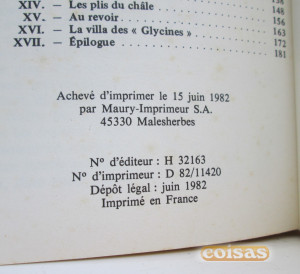 138
XIV. — Les plis du châle 148
XV. — Au revoir 156
XVI. — La villa des « Glycines » 163
XVII. — Épilogue 172
181
Achevé d'imprimer le 15 juin 1982
par Maury-Imprimeur S.A.
45330 Malesherbes
N° d'éditeur : H 32163
N° d'imprimeur : D 82/11420
Dépôt légal : juin 1982
Imprimé en France
coisas